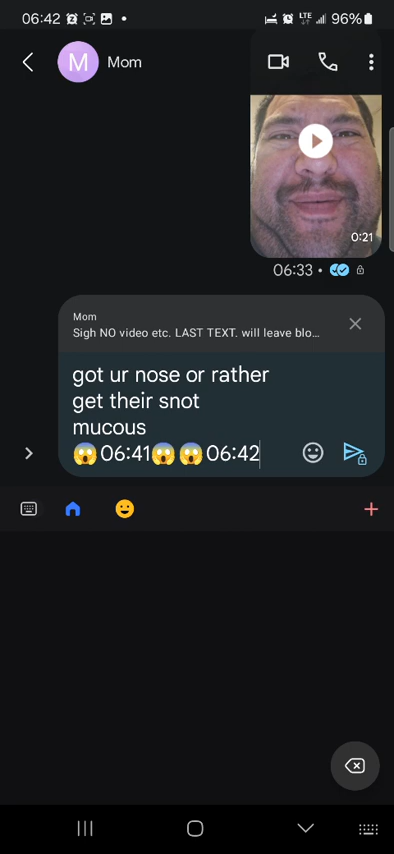 06:42 LTE 96%
M Mom
0:21
06:33 •
Mom
Sigh NO video etc. LAST TEXT. will leave blo...
got ur nose or rather
get their snot
mucous
😱06:41😱😱06:42